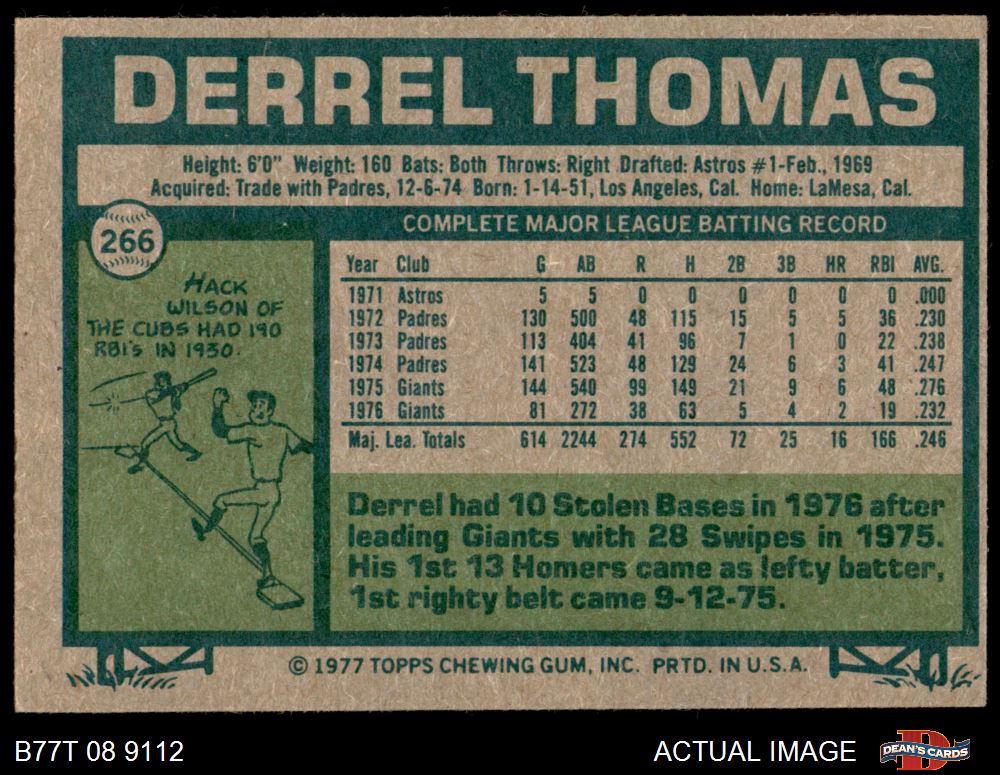 DERREL THOMAS
Height: 6'0" Weight: 160 Bats: Both Throws: Right Drafted: Astros #1-Feb., 1969
Acquired: Trade with Padres, 12-6-74 Born: 1-14-51, Los Angeles, Cal. Home: LaMesa, Cal.
266
HACK
WILSON OF
THE CUBS HAD 190
RBI'S IN 1930.
COMPLETE MAJOR LEAGUE BATTING RECORD
Year Club G AB R H 2B 3B HR RBI AVG.
1971 Astros 5 5 0 0 0 0 0 0 .000
1972 Padres 130 500 48 115 15 5 5 36 .230
1973 Padres 113 404 41 96 7 1 0 22 .238
1974 Padres 141 523 48 129 24 6 3 41 .247
1975 Giants 144 540 99 149 21 9 6 48 .276
1976 Giants 81 272 38 63 5 4 2 19 .232
Maj. Lea. Totals 614 2244 274 552 72 25 16 166 .246
Derrel had 10 Stolen Bases in 1976 after
leading Giants with 28 Swipes in 1975.
His 1st 13 Homers came as lefty batter,
1st righty belt came 9-12-75.
© 1977 TOPPS CHEWING GUM, INC. PRTD. IN U.S.A.
B77T 08 9112
ACTUAL IMAGE
DEAN'S CARDS